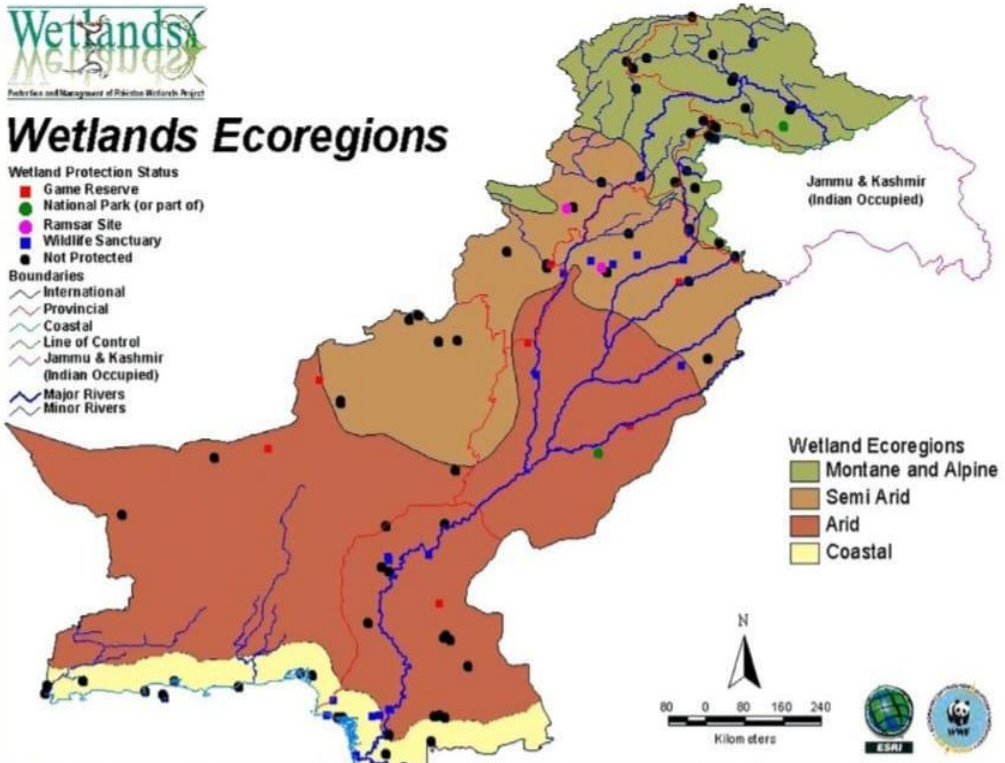 Wetlands
Protection and Management of Pakistan Wetlands Project
Wetlands Ecoregions
Wetland Protection Status
Game Reserve
National Park (or part of)
Ramsar Site
Wildlife Sanctuary
Not Protected
Boundaries
International
Provincial
Coastal
Line of Control
Jammu & Kashmir
(Indian Occupied)
Major Rivers
Minor Rivers
Jammu & Kashmir
(Indian Occupied)
Wetland Ecoregions
Montane and Alpine
Semi Arid
Arid
Coastal
N
80 0 80 160 240
Kilometers
ESRI
WWF